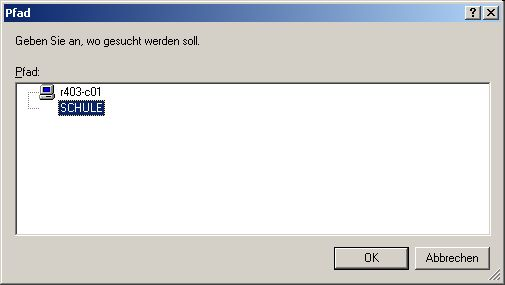 Pfad
Geben Sie an, wo gesucht werden soll.
Pfad:
r403-c01
SCHULE
OK
Abbrechen